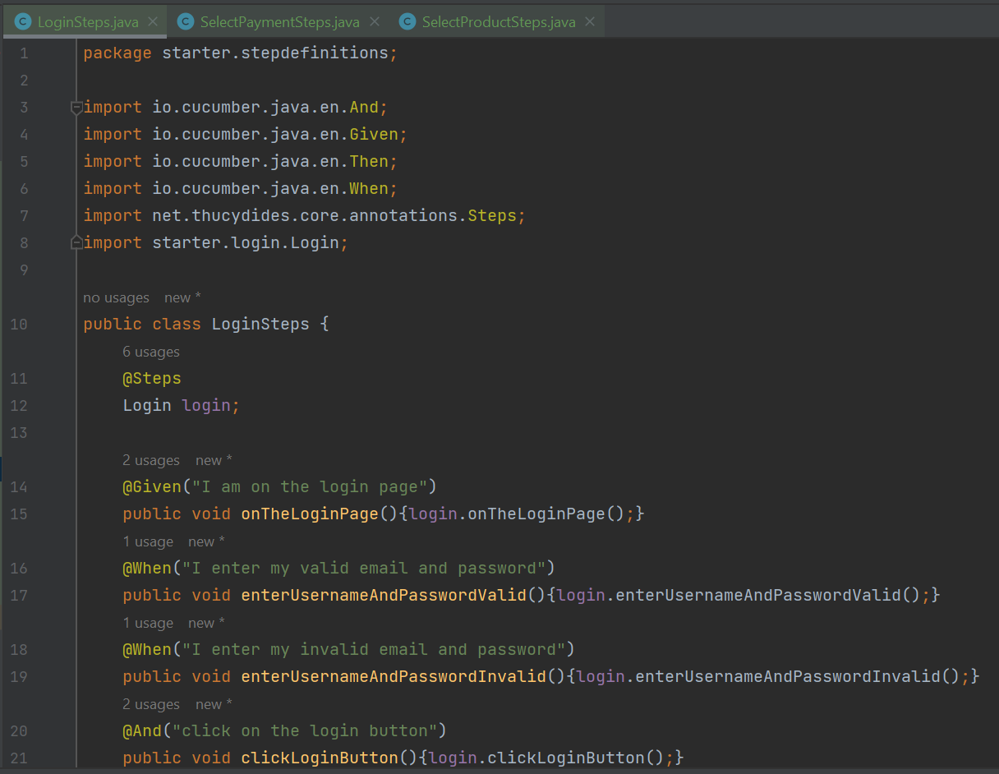 LoginSteps.java SelectPaymentSteps.java SelectProductSteps.java
1 package starter.stepdefinitions;
2
3 import io.cucumber.java.en.And;
4 import io.cucumber.java.en.Given;
5 import io.cucumber.java.en.Then;
6 import io.cucumber.java.en.When;
7 import net.thucydides.core.annotations.Steps;
8 import starter.login.Login;
9
no usages new *
10 public class LoginSteps {
6 usages
11 @Steps
12 Login login;
13
2 usages new *
14 @Given("I am on the login page")
15 public void onTheLoginPage(){login.onTheLoginPage();}
1 usage new *
16 @When("I enter my valid email and password")
17 public void enterUsernameAndPasswordValid(){login.enterUsernameAndPasswordValid();}
1 usage new *
18 @When("I enter my invalid email and password")
19 public void enterUsernameAndPasswordInvalid(){login.enterUsernameAndPasswordInvalid();}
2 usages new *
20 @And("click on the login button")
21 public void clickLoginButton(){login.clickLoginButton();}